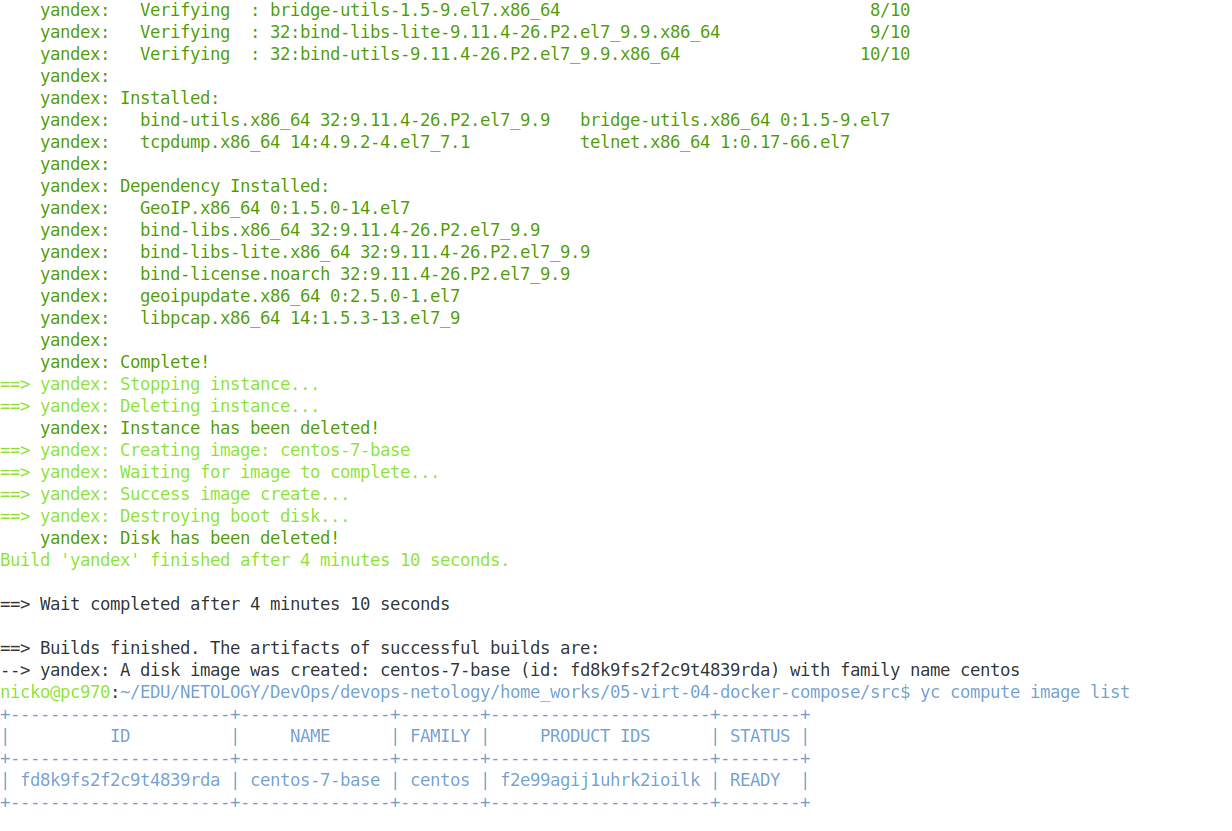 yandex:   Verifying  : bridge-utils-1.5-9.el7.x86_64                               8/10
yandex:   Verifying  : 32:bind-libs-lite-9.11.4-26.P2.el7_9.9.x86_64               9/10
yandex:   Verifying  : 32:bind-utils-9.11.4-26.P2.el7_9.9.x86_64                  10/10
yandex:
yandex: Installed:
yandex:   bind-utils.x86_64 32:9.11.4-26.P2.el7_9.9   bridge-utils.x86_64 0:1.5-9.el7
yandex:   tcpdump.x86_64 14:4.9.2-4.el7_7.1           telnet.x86_64 1:0.17-66.el7
yandex:
yandex: Dependency Installed:
yandex:   GeoIP.x86_64 0:1.5.0-14.el7
yandex:   bind-libs.x86_64 32:9.11.4-26.P2.el7_9.9
yandex:   bind-libs-lite.x86_64 32:9.11.4-26.P2.el7_9.9
yandex:   bind-license.noarch 32:9.11.4-26.P2.el7_9.9
yandex:   geoipupdate.x86_64 0:2.5.0-1.el7
yandex:   libpcap.x86_64 14:1.5.3-13.el7_9
yandex:
yandex: Complete!
==> yandex: Stopping instance...
==> yandex: Deleting instance...
yandex: Instance has been deleted!
==> yandex: Creating image: centos-7-base
==> yandex: Waiting for image to complete...
==> yandex: Success image create...
==> yandex: Destroying boot disk...
yandex: Disk has been deleted!
Build 'yandex' finished after 4 minutes 10 seconds.
==> Wait completed after 4 minutes 10 seconds
==> Builds finished. The artifacts of successful builds are:
--> yandex: A disk image was created: centos-7-base (id: fd8k9fs2f2c9t4839rda) with family name centos
nicko@pc970:~/EDU/NETOLOGY/DevOps/devops-netology/home_works/05-virt-04-docker-compose/src$ yc compute image list
+----------------------+---------------+--------+----------------------+--------+
|          ID          |     NAME      | FAMILY |     PRODUCT IDS      | STATUS |
+----------------------+---------------+--------+----------------------+--------+
| fd8k9fs2f2c9t4839rda | centos-7-base | centos | f2e99agij1uhrk2ioilk | READY  |
+----------------------+---------------+--------+----------------------+--------+